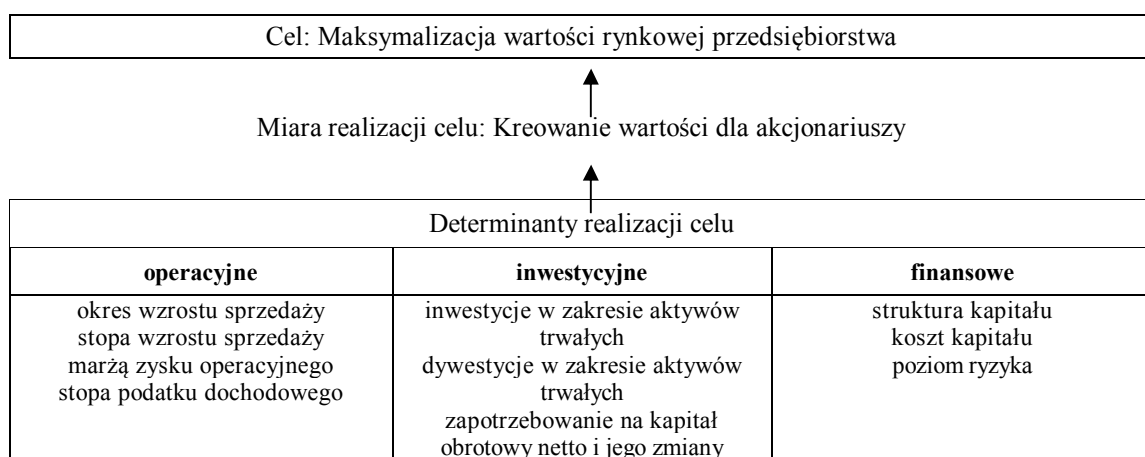 Cel: Maksymalizacja wartości rynkowej przedsiębiorstwa
Miara realizacji celu: Kreowanie wartości dla akcjonariuszy
Determinanty realizacji celu
operacyjne
okres wzrostu sprzedaży
stopa wzrostu sprzedaży
marżą zysku operacyjnego
stopa podatku dochodowego
inwestycyjne
inwestycje w zakresie aktywów
trwałych
dywestycje w zakresie aktywów
trwałych
zapotrzebowanie na kapitał
obrotowy netto i jego zmiany
finansowe
struktura kapitału
koszt kapitału
poziom ryzyka